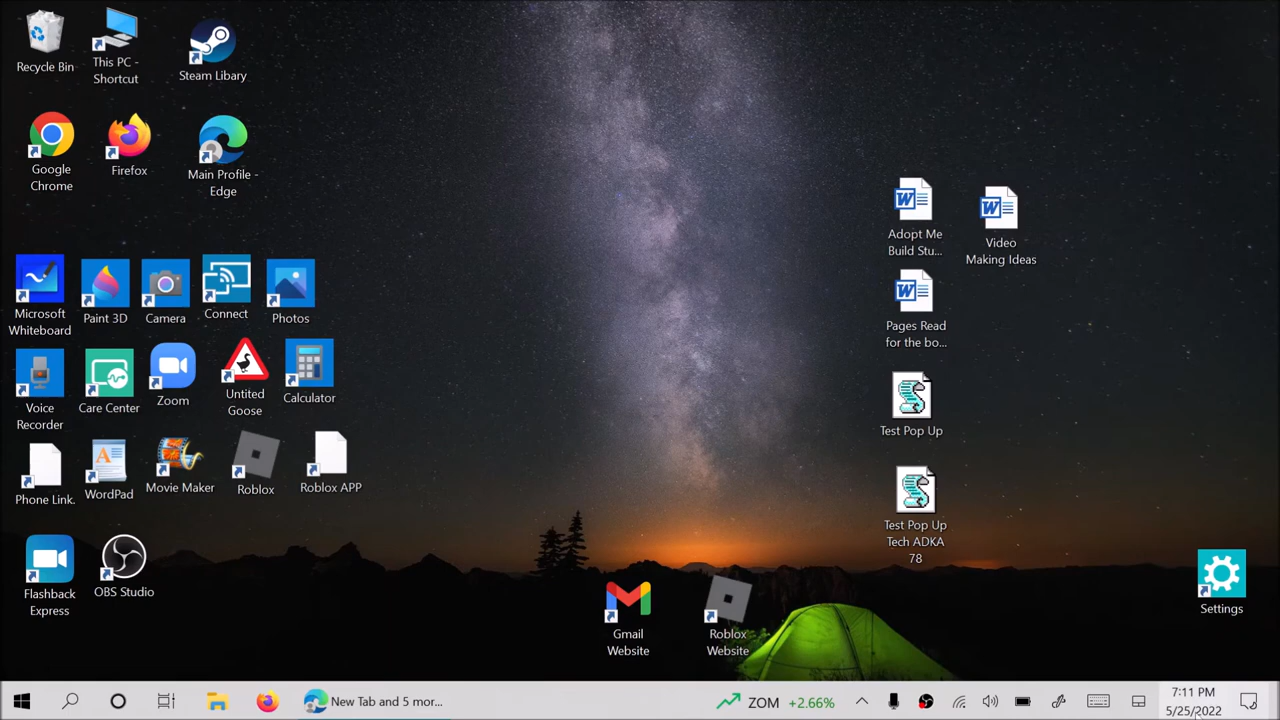 Recycle Bin
This PC -
Shortcut
Steam Libary
Google
Chrome
Firefox
Main Profile -
Edge
Adopt Me
Build Stu...
Video
Making Ideas
Microsoft
Whiteboard
Paint 3D
Camera
Connect
Photos
Pages Read
for the bo...
Voice
Recorder
Care Center
Zoom
Untited
Goose
Calculator
Test Pop Up
Phone Link.
WordPad
Movie Maker
Roblox
Roblox APP
Test Pop Up
Tech ADKA
78
Flashback
Express
OBS Studio
Gmail
Website
Roblox
Website
Settings
New Tab and 5 mor...
ZOM +2.66%
7:11 PM
5/25/2022